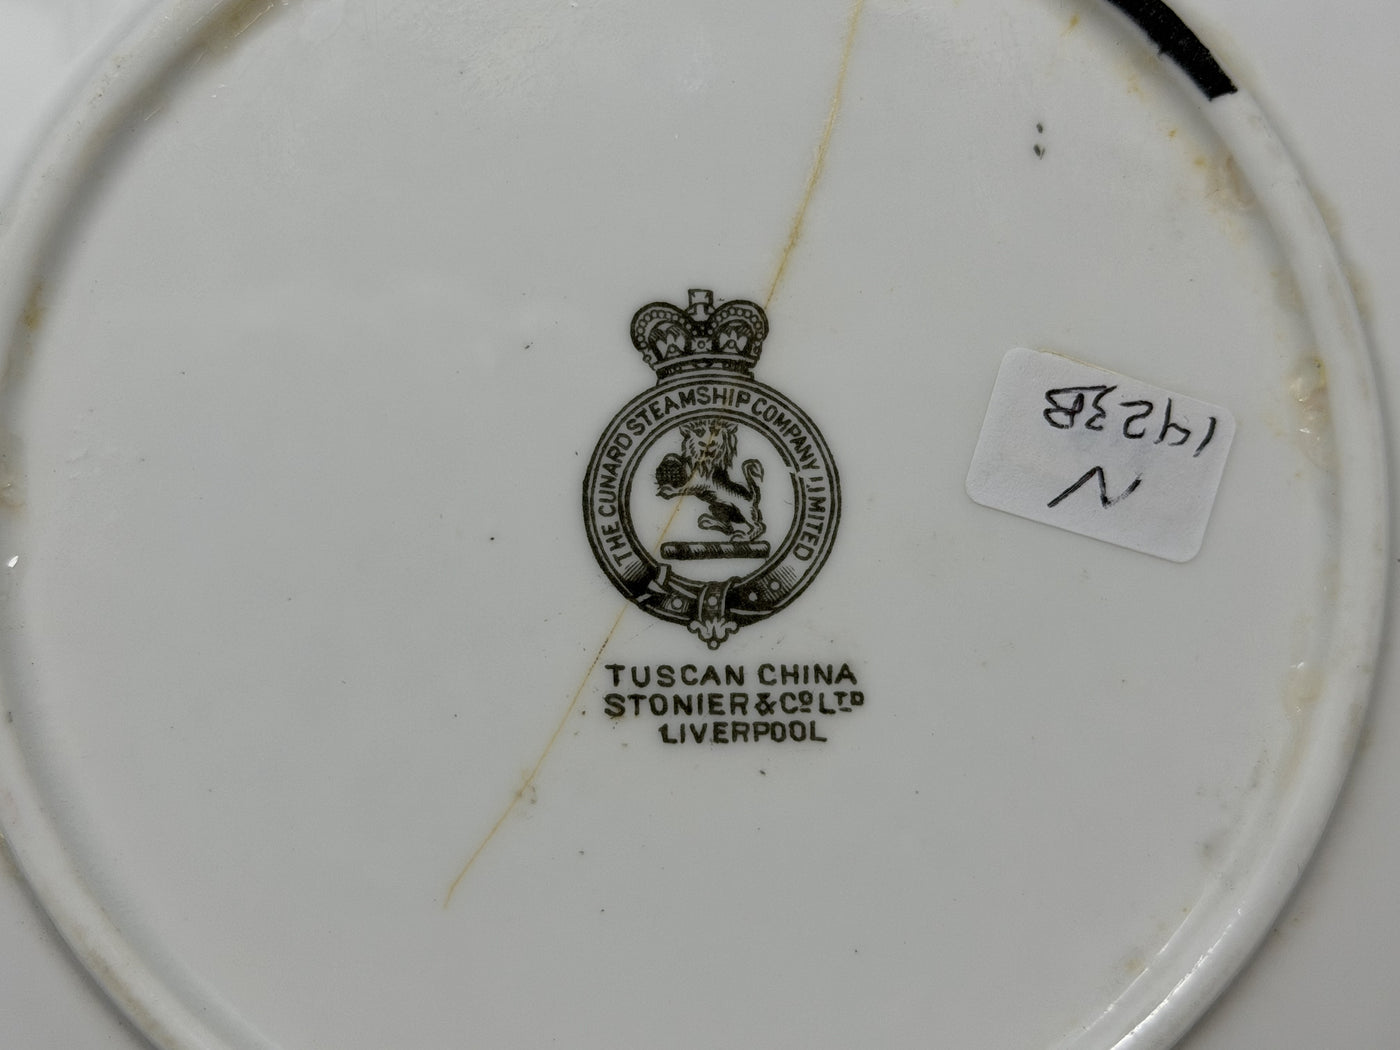 THE CUNARD STEAMSHIP COMPANY LIMITED
TUSCAN CHINA
STONIER & Co LTD
LIVERPOOL
N
1423B